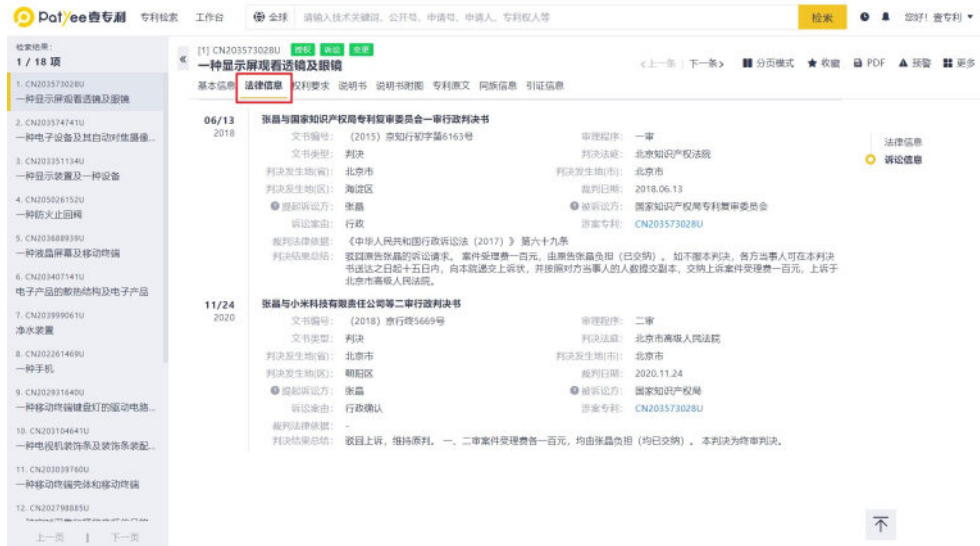 Patyee壹专利 专利检索 工作台 全球 请输入技术关键词、公开号、申请号、申请人、专利权人等 检索 您好！壹专利
检索结果：
1 / 18 项
1. CN203573028U
一种显示屏观看透镜及眼镜
2. CN203574741U
一种电子设备及其自动对焦摄像...
3. CN203351134U
一种显示装置及一种设备
4. CN205026152U
一种防火止回阀
5. CN203688939U
一种液晶屏幕及移动终端
6. CN203407141U
电子产品的散热结构及电子产品
7. CN203999061U
净水装置
8. CN202261469U
一种手机
9. CN202931640U
一种移动终端键盘灯的驱动电路...
10. CN203104641U
一种电视机装饰条及装饰条装配...
11. CN203039760U
一种移动终端壳体和移动终端
12. CN202798885U
上一页 | 下一页
«
[1] CN203573028U 授权 诉讼 变更
一种显示屏观看透镜及眼镜
<上一条 | 下一条> 分页模式 收藏 PDF 预警 更多
基本信息 法律信息 权利要求 说明书 说明书附图 专利原文 同族信息 引证信息
06/13
2018
张昌与国家知识产权局专利复审委员会一审行政判决书
文书编号： （2015）京知行初字第6163号 审理程序： 一审
文书类型： 判决 判决法庭： 北京知识产权法院
判决发生地(省)： 北京市 判决发生地(市)： 北京市
判决发生地(区)： 海淀区 裁判日期： 2018.06.13
提起诉讼方： 张昌 被诉讼方： 国家知识产权局专利复审委员会
诉讼案由： 行政 涉案专利： CN203573028U
裁判法律依据： 《中华人民共和国行政诉讼法（2017）》第六十九条
判决结果总结： 驳回原告张昌的诉讼请求。 案件受理费一百元，由原告张昌负担（已交纳）。 如不服本判决，各方当事人可在本判决
书送达之日起十五日内，向本院递交上诉状，并按照对方当事人的人数提交副本，交纳上诉案件受理费一百元，上诉于
北京市高级人民法院。
11/24
2020
张昌与小米科技有限责任公司等二审行政判决书
文书编号： （2018）京行终5669号 审理程序： 二审
文书类型： 判决 判决法庭： 北京市高级人民法院
判决发生地(省)： 北京市 判决发生地(市)： 北京市
判决发生地(区)： 朝阳区 裁判日期： 2020.11.24
提起诉讼方： 张昌 被诉讼方： 国家知识产权局
诉讼案由： 行政确认 涉案专利： CN203573028U
裁判法律依据： -
判决结果总结： 驳回上诉，维持原判。 一、二审案件受理费各一百元，均由张昌负担（均已交纳）。 本判决为终审判决。
法律信息
诉讼信息